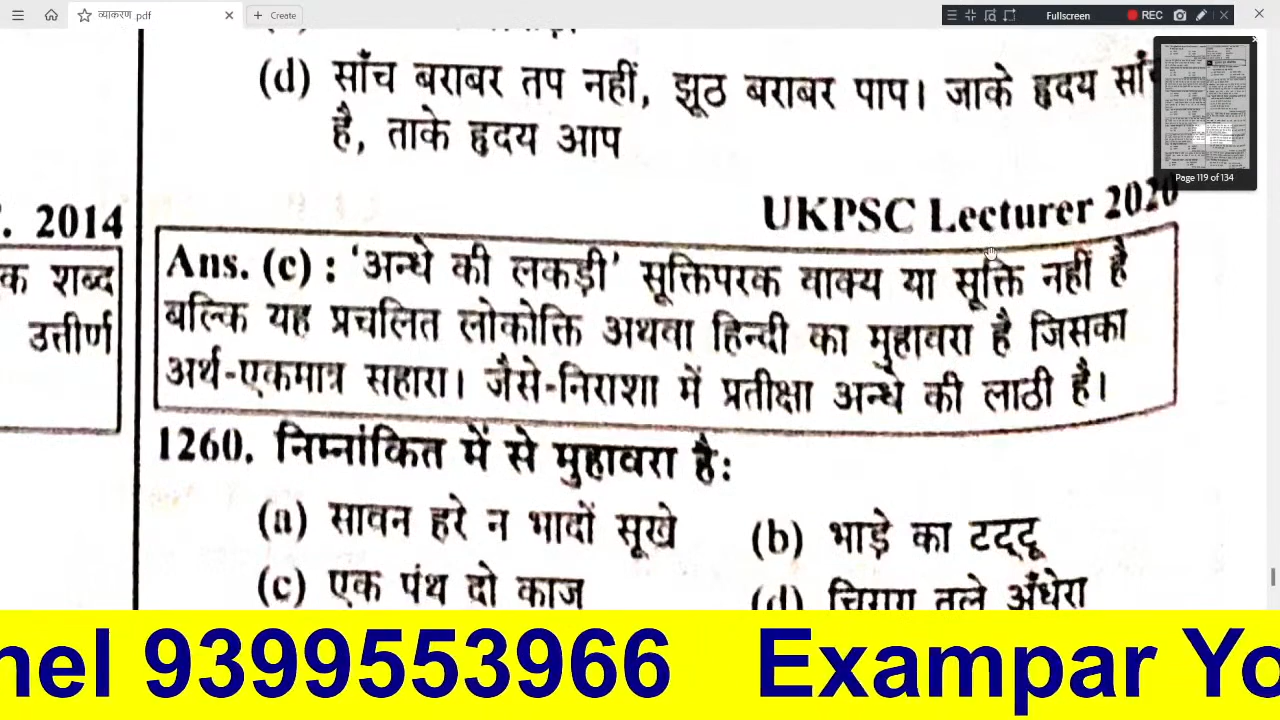 व्याकरण .pdf
Create
Fullscreen
REC
(d) साँच बराबर तप नहीं, झूठ बराबर पाप। जाके हृदय सां
है, ताके हृदय आप
Page 119 of 134
UKPSC Lecturer 2020
. 2014
Ans. (c) : 'अन्धे की लकड़ी' सूक्तिपरक वाक्य या सूक्ति नहीं है
बल्कि यह प्रचलित लोकोक्ति अथवा हिन्दी का मुहावरा है जिसका
अर्थ-एकमात्र सहारा। जैसे-निराशा में प्रतीक्षा अन्धे की लाठी है।
क शब्द
उत्तीर्ण
1260. निम्नांकित में से मुहावरा है:
(a) सावन हरे न भादों सूखे
(b) भाड़े का टट्टू
(c) एक पंथ दो काज
(d) चिराग तले अँधेरा
nel 9399553966 Exampar Yo